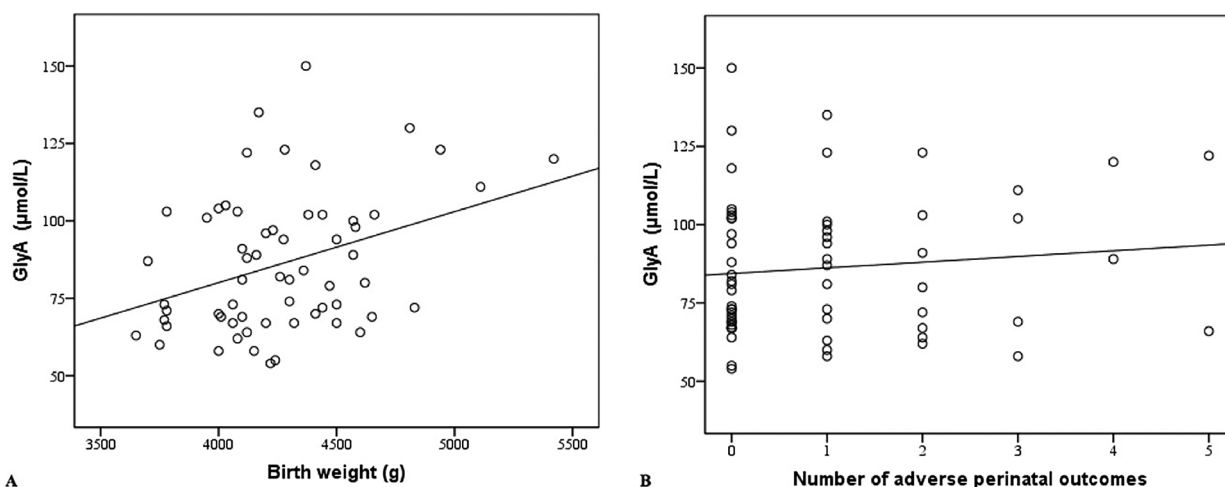 150
125
100
75
50
GlyA (µmol/L)
3500 4000 4500 5000 5500
Birth weight (g)
A
150
125
100
75
50
GlyA (µmol/L)
0 1 2 3 4 5
Number of adverse perinatal outcomes
B